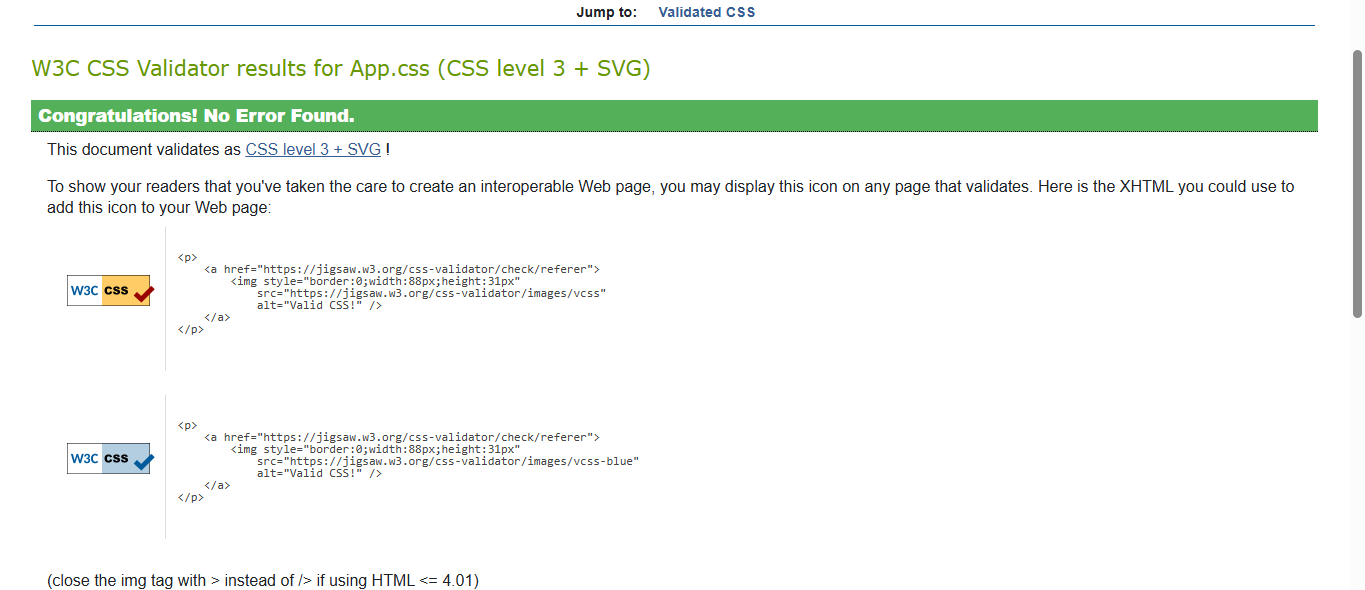 Jump to: Validated CSS
W3C CSS Validator results for App.css (CSS level 3 + SVG)
Congratulations! No Error Found.
This document validates as CSS level 3 + SVG !
To show your readers that you've taken the care to create an interoperable Web page, you may display this icon on any page that validates. Here is the XHTML you could use to
add this icon to your Web page:
W3C css
<p>
    <a href="https://jigsaw.w3.org/css-validator/check/referer">
        <img style="border:0;width:88px;height:31px"
            src="https://jigsaw.w3.org/css-validator/images/vcss"
            alt="Valid CSS!" />
    </a>
</p>
W3C css
<p>
    <a href="https://jigsaw.w3.org/css-validator/check/referer">
        <img style="border:0;width:88px;height:31px"
            src="https://jigsaw.w3.org/css-validator/images/vcss-blue"
            alt="Valid CSS!" />
    </a>
</p>
(close the img tag with > instead of /> if using HTML <= 4.01)